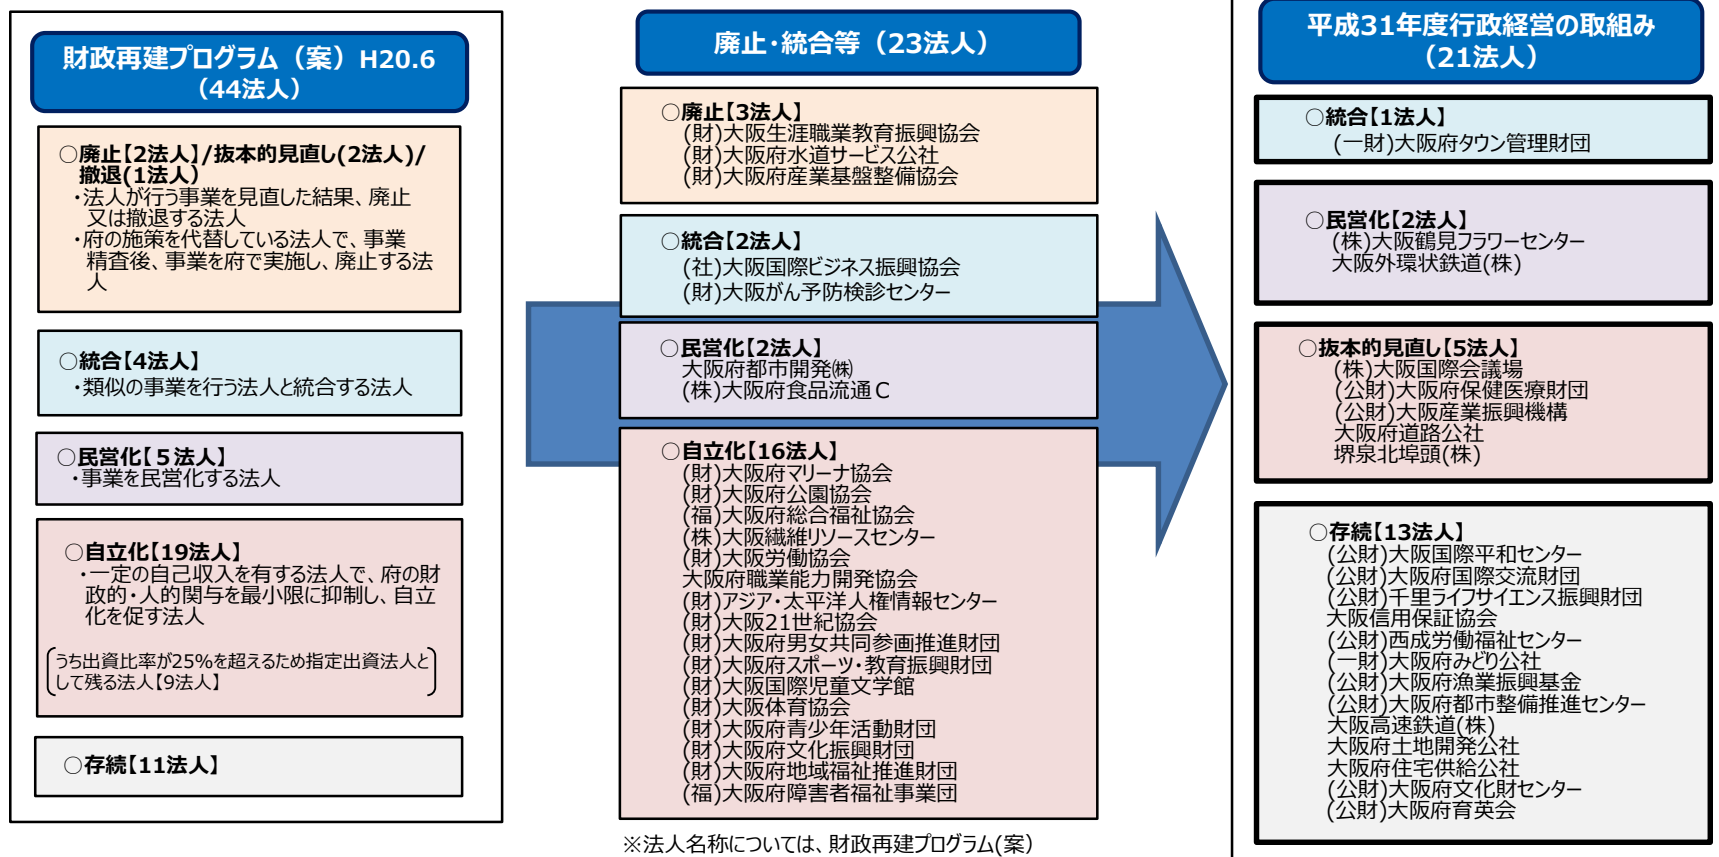 財政再建プログラム（案）H20.6
（44法人）
○廃止【2法人】/抜本的見直し(2法人)/
撤退(1法人)
・法人が行う事業を見直した結果、廃止
又は撤退する法人
・府の施策を代替している法人で、事業
精査後、事業を府で実施し、廃止する法
人
○統合【4法人】
・類似の事業を行う法人と統合する法人
○民営化【５法人】
・事業を民営化する法人
○自立化【19法人】
・一定の自己収入を有する法人で、府の財
政的・人的関与を最小限に抑制し、自立
化を促す法人
うち出資比率が25%を超えるため指定出資法人と
して残る法人【9法人】
○存続【11法人】
廃止・統合等（23法人）
○廃止【3法人】
(財)大阪生涯職業教育振興協会
(財)大阪府水道サービス公社
(財)大阪府産業基盤整備協会
○統合【2法人】
(社)大阪国際ビジネス振興協会
(財)大阪がん予防検診センター
○民営化【2法人】
大阪府都市開発㈱
(株)大阪府食品流通Ｃ
○自立化【16法人】
(財)大阪府マリーナ協会
(財)大阪府公園協会
(福)大阪府総合福祉協会
(株)大阪繊維リソースセンター
(財)大阪労働協会
大阪府職業能力開発協会
(財)アジア・太平洋人権情報センター
(財)大阪21世紀協会
(財)大阪府男女共同参画推進財団
(財)大阪府スポーツ・教育振興財団
(財)大阪国際児童文学館
(財)大阪体育協会
(財)大阪府青少年活動財団
(財)大阪府文化振興財団
(財)大阪府地域福祉推進財団
(福)大阪府障害者福祉事業団
※法人名称については、財政再建プログラム(案)
平成31年度行政経営の取組み
（21法人）
○統合【1法人】
(一財)大阪府タウン管理財団
○民営化【2法人】
(株)大阪鶴見フラワーセンター
大阪外環状鉄道(株)
○抜本的見直し【5法人】
(株)大阪国際会議場
(公財)大阪府保健医療財団
(公財)大阪産業振興機構
大阪府道路公社
堺泉北埠頭(株)
○存続【13法人】
(公財)大阪国際平和センター
(公財)大阪府国際交流財団
(公財)千里ライフサイエンス振興財団
大阪信用保証協会
(公財)西成労働福祉センター
(一財)大阪府みどり公社
(公財)大阪府漁業振興基金
(公財)大阪府都市整備推進センター
大阪高速鉄道(株)
大阪府土地開発公社
大阪府住宅供給公社
(公財)大阪府文化財センター
(公財)大阪府育英会